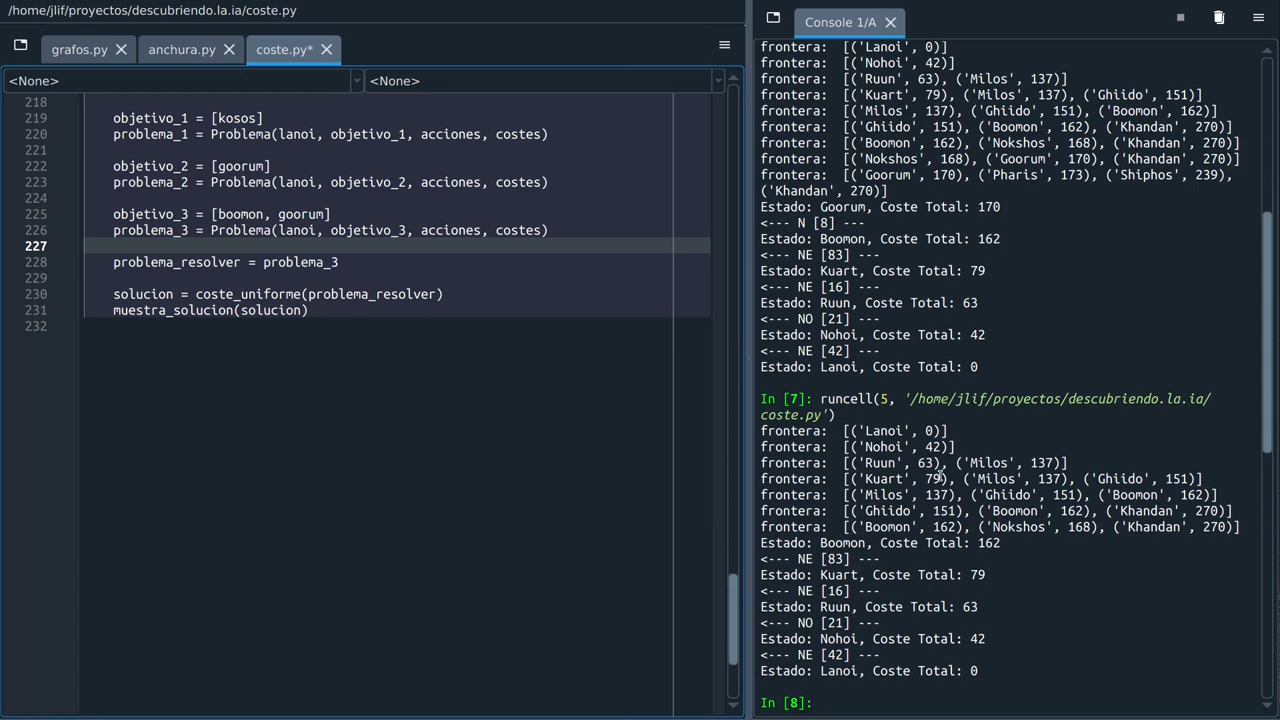 /home/jlif/proyectos/descubriendo.la.ia/coste.py
grafos.py
anchura.py
coste.py*
<None>
<None>
218
219 objetivo_1 = [kosos]
220 problema_1 = Problema(lanoi, objetivo_1, acciones, costes)
221
222 objetivo_2 = [goorum]
223 problema_2 = Problema(lanoi, objetivo_2, acciones, costes)
224
225 objetivo_3 = [boomon, goorum]
226 problema_3 = Problema(lanoi, objetivo_3, acciones, costes)
227
228 problema_resolver = problema_3
229
230 solucion = coste_uniforme(problema_resolver)
231 muestra_solucion(solucion)
232
Console 1/A
frontera:  [('Lanoi', 0)]
frontera:  [('Nohoi', 42)]
frontera:  [('Ruun', 63), ('Milos', 137)]
frontera:  [('Kuart', 79), ('Milos', 137), ('Ghiido', 151)]
frontera:  [('Milos', 137), ('Ghiido', 151), ('Boomon', 162)]
frontera:  [('Ghiido', 151), ('Boomon', 162), ('Khandan', 270)]
frontera:  [('Boomon', 162), ('Nokshos', 168), ('Khandan', 270)]
frontera:  [('Nokshos', 168), ('Goorum', 170), ('Khandan', 270)]
frontera:  [('Goorum', 170), ('Pharis', 173), ('Shiphos', 239),
('Khandan', 270)]
Estado: Goorum, Coste Total: 170
<--- N [8] ---
Estado: Boomon, Coste Total: 162
<--- NE [83] ---
Estado: Kuart, Coste Total: 79
<--- NE [16] ---
Estado: Ruun, Coste Total: 63
<--- NO [21] ---
Estado: Nohoi, Coste Total: 42
<--- NE [42] ---
Estado: Lanoi, Coste Total: 0
In [7]: runcell(5, '/home/jlif/proyectos/descubriendo.la.ia/
coste.py')
frontera:  [('Lanoi', 0)]
frontera:  [('Nohoi', 42)]
frontera:  [('Ruun', 63), ('Milos', 137)]
frontera:  [('Kuart', 79), ('Milos', 137), ('Ghiido', 151)]
frontera:  [('Milos', 137), ('Ghiido', 151), ('Boomon', 162)]
frontera:  [('Ghiido', 151), ('Boomon', 162), ('Khandan', 270)]
frontera:  [('Boomon', 162), ('Nokshos', 168), ('Khandan', 270)]
Estado: Boomon, Coste Total: 162
<--- NE [83] ---
Estado: Kuart, Coste Total: 79
<--- NE [16] ---
Estado: Ruun, Coste Total: 63
<--- NO [21] ---
Estado: Nohoi, Coste Total: 42
<--- NE [42] ---
Estado: Lanoi, Coste Total: 0
In [8]: